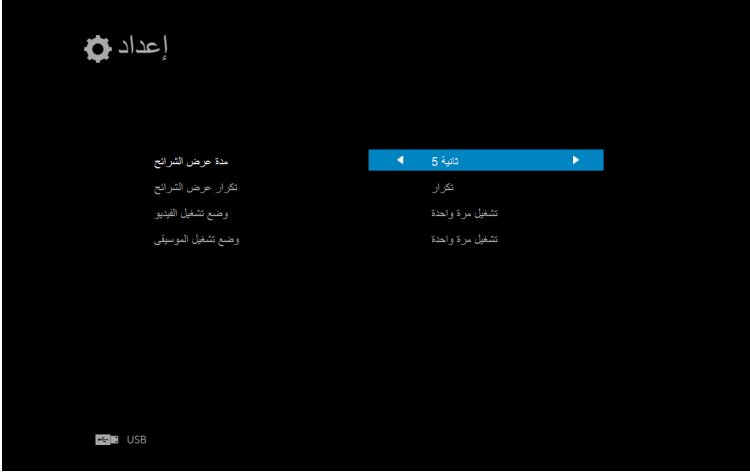 إعداد
مدة عرض الشرائح
ثانية 5
تكرار عرض الشرائح
تكرار
وضع تشغيل الفيديو
تشغيل مرة واحدة
وضع تشغيل الموسيقى
تشغيل مرة واحدة
USB